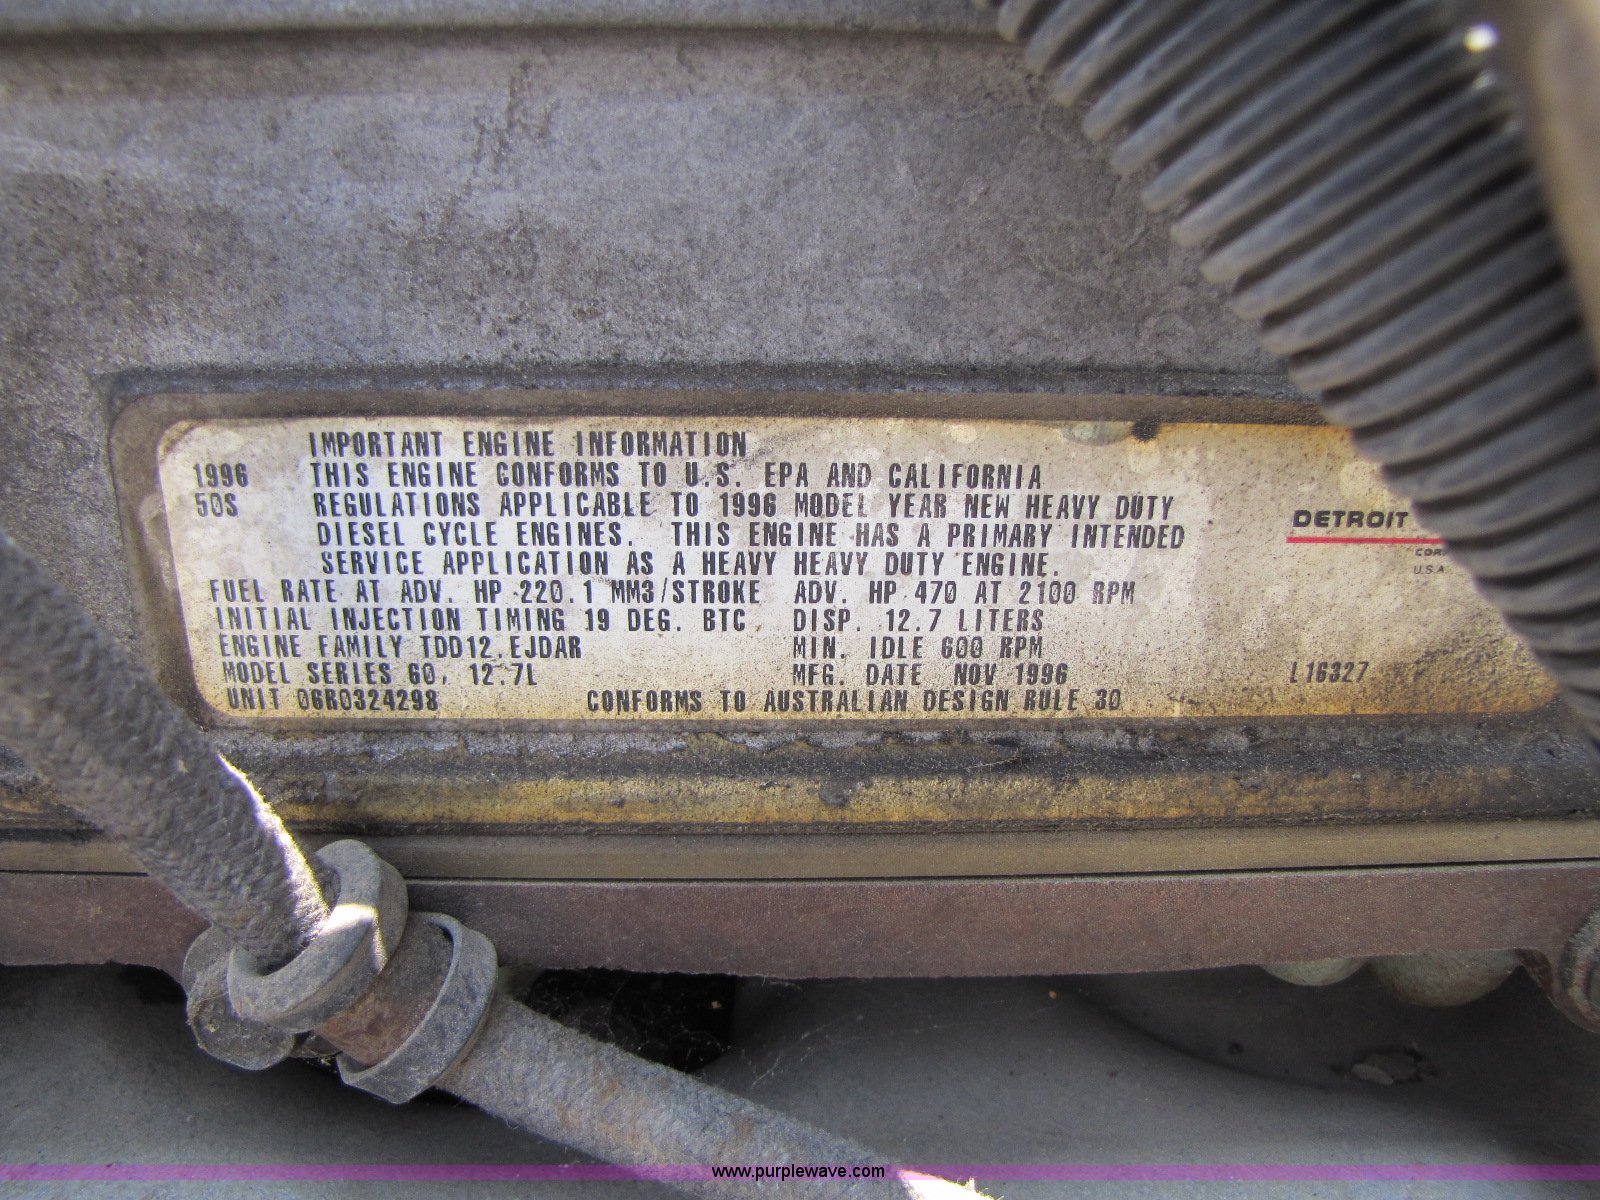 IMPORTANT ENGINE INFORMATION
1996 THIS ENGINE CONFORMS TO U.S. EPA AND CALIFORNIA
50S REGULATIONS APPLICABLE TO 1996 MODEL YEAR NEW HEAVY DUTY
DIESEL CYCLE ENGINES. THIS ENGINE HAS A PRIMARY INTENDED
SERVICE APPLICATION AS A HEAVY HEAVY DUTY ENGINE.
FUEL RATE AT ADV. HP 220.1 MM3/STROKE ADV. HP 470 AT 2100 RPM
INITIAL INJECTION TIMING 19 DEG. BTC DISP. 12.7 LITERS
ENGINE FAMILY TDD12.EJDAR MIN. IDLE 600 RPM
MODEL SERIES 60, 12.7L MFG. DATE NOV 1996 L16327
UNIT 06R0324298 CONFORMS TO AUSTRALIAN DESIGN RULE 30
DETROIT
U.S.A.
www.purplewave.com